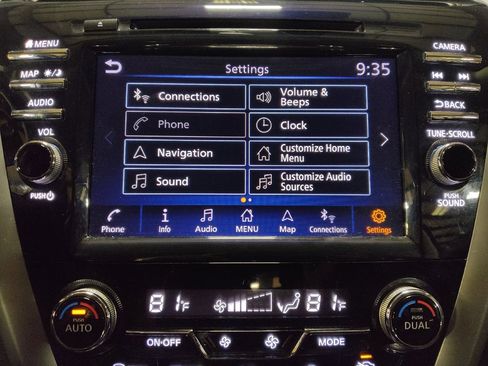 MENU
CAMERA
Settings
9:35
MAP
Connections
Volume &
Beeps
AUDIO
BACK
Phone
Clock
VOL
TUNE·SCROLL
Navigation
Customize Home
Menu
Sound
Customize Audio
Sources
PUSH
PUSH
SOUND
Phone
Info
Audio
MENU
Map
Connections
Settings
81°F
81°F
PUSH
AUTO
PUSH
DUAL
ON·OFF
MODE